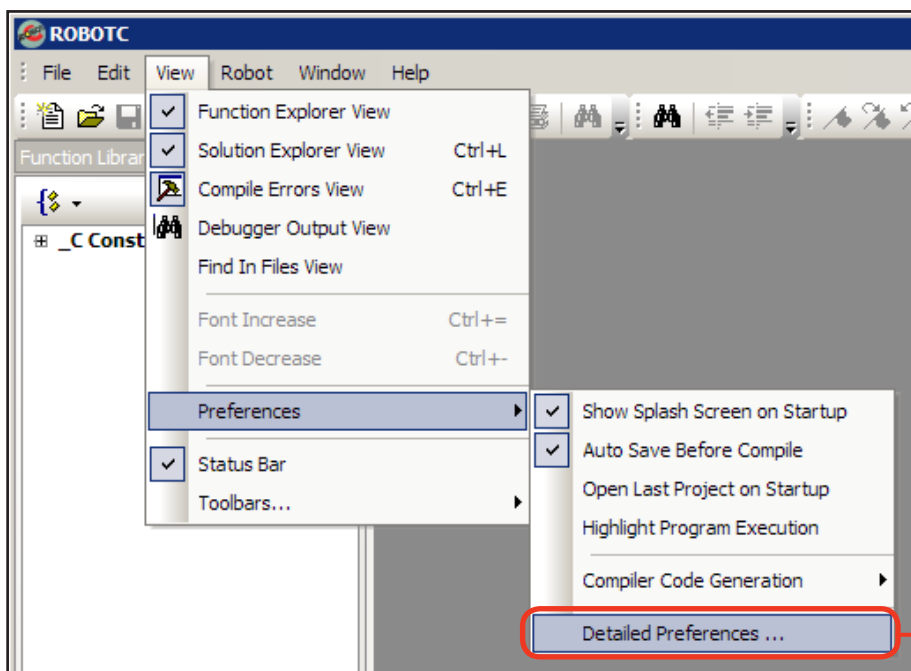 ROBOTC
File Edit View Robot Window Help
Function Explorer View
Function Librar
Solution Explorer View Ctrl+L
Compile Errors View Ctrl+E
Debugger Output View
_C Const
Find In Files View
Font Increase Ctrl+=
Font Decrease Ctrl+-
Preferences
Show Splash Screen on Startup
Auto Save Before Compile
Status Bar
Open Last Project on Startup
Toolbars...
Highlight Program Execution
Compiler Code Generation
Detailed Preferences ...